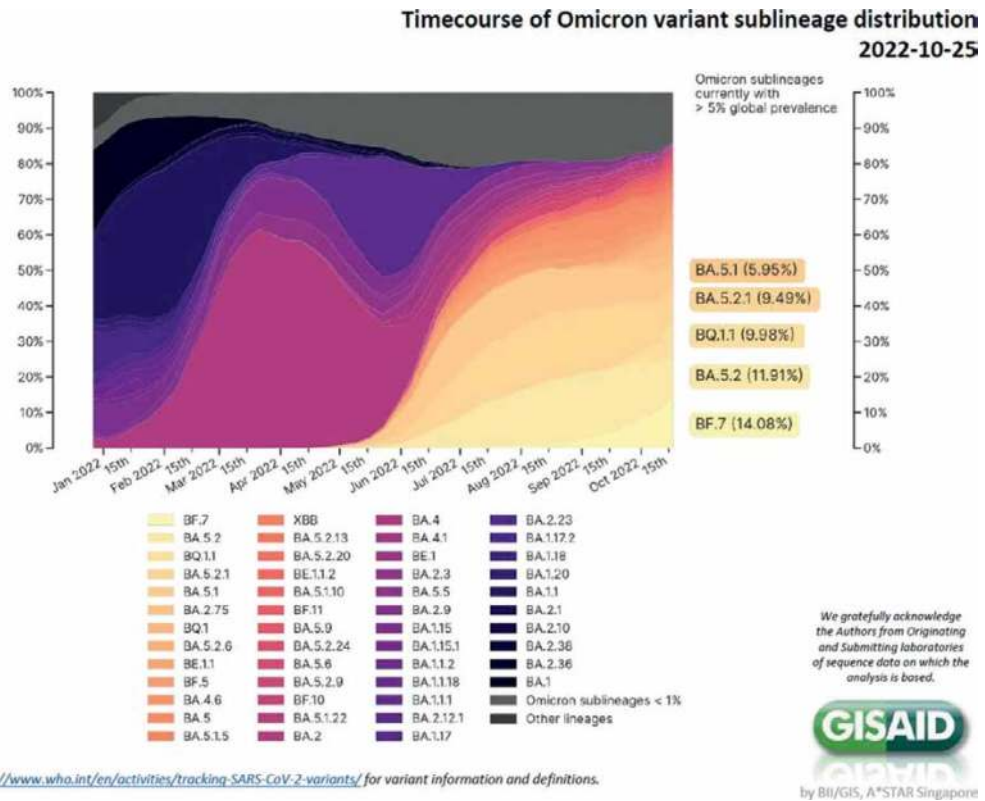 Timecourse of Omicron variant sublineage distribution
2022-10-25
Omicron sublineages
currently with
> 5% global prevalence
100%
90%
80%
70%
60%
50%
40%
30%
20%
10%
0%
100%
90%
80%
70%
60%
50%
40%
30%
20%
10%
0%
BA.5.1 (5.95%)
BA.5.2.1 (9.49%)
BQ.1.1 (9.98%)
BA.5.2 (11.91%)
BF.7 (14.08%)
Jan 2022
15th
Feb 2022
15th
Mar 2022
15th
Apr 2022
15th
May 2022
15th
Jun 2022
15th
Jul 2022
15th
Aug 2022
15th
Sep 2022
15th
Oct 2022
15th
BF.7
BA.5.2
BQ.1.1
BA.5.2.1
BA.5.1
BA.2.75
BQ.1
BA.5.2.6
BE.1.1
BF.5
BA.4.6
BA.5
BA.5.1.5
XBB
BA.5.2.13
BA.5.2.20
BE.1.1.2
BA.5.1.10
BF.11
BA.5.9
BA.5.2.24
BA.5.6
BA.5.2.9
BF.10
BA.5.1.22
BA.2
BA.4
BA.4.1
BE.1
BA.2.3
BA.5.5
BA.2.9
BA.1.15
BA.1.15.1
BA.1.1.2
BA.1.1.18
BA.1.1.1
BA.2.12.1
BA.1.17
BA.2.23
BA.1.17.2
BA.1.18
BA.1.20
BA.1.1
BA.2.1
BA.2.10
BA.2.38
BA.2.36
BA.1
Omicron sublineages < 1%
Other lineages
We gratefully acknowledge
the Authors from Originating
and Submitting laboratories
of sequence data on which the
analysis is based.
GISAID
by BII/GIS, A*STAR Singapore
//www.who.int/en/activities/tracking-SARS-CoV-2-variants/ for variant information and definitions.